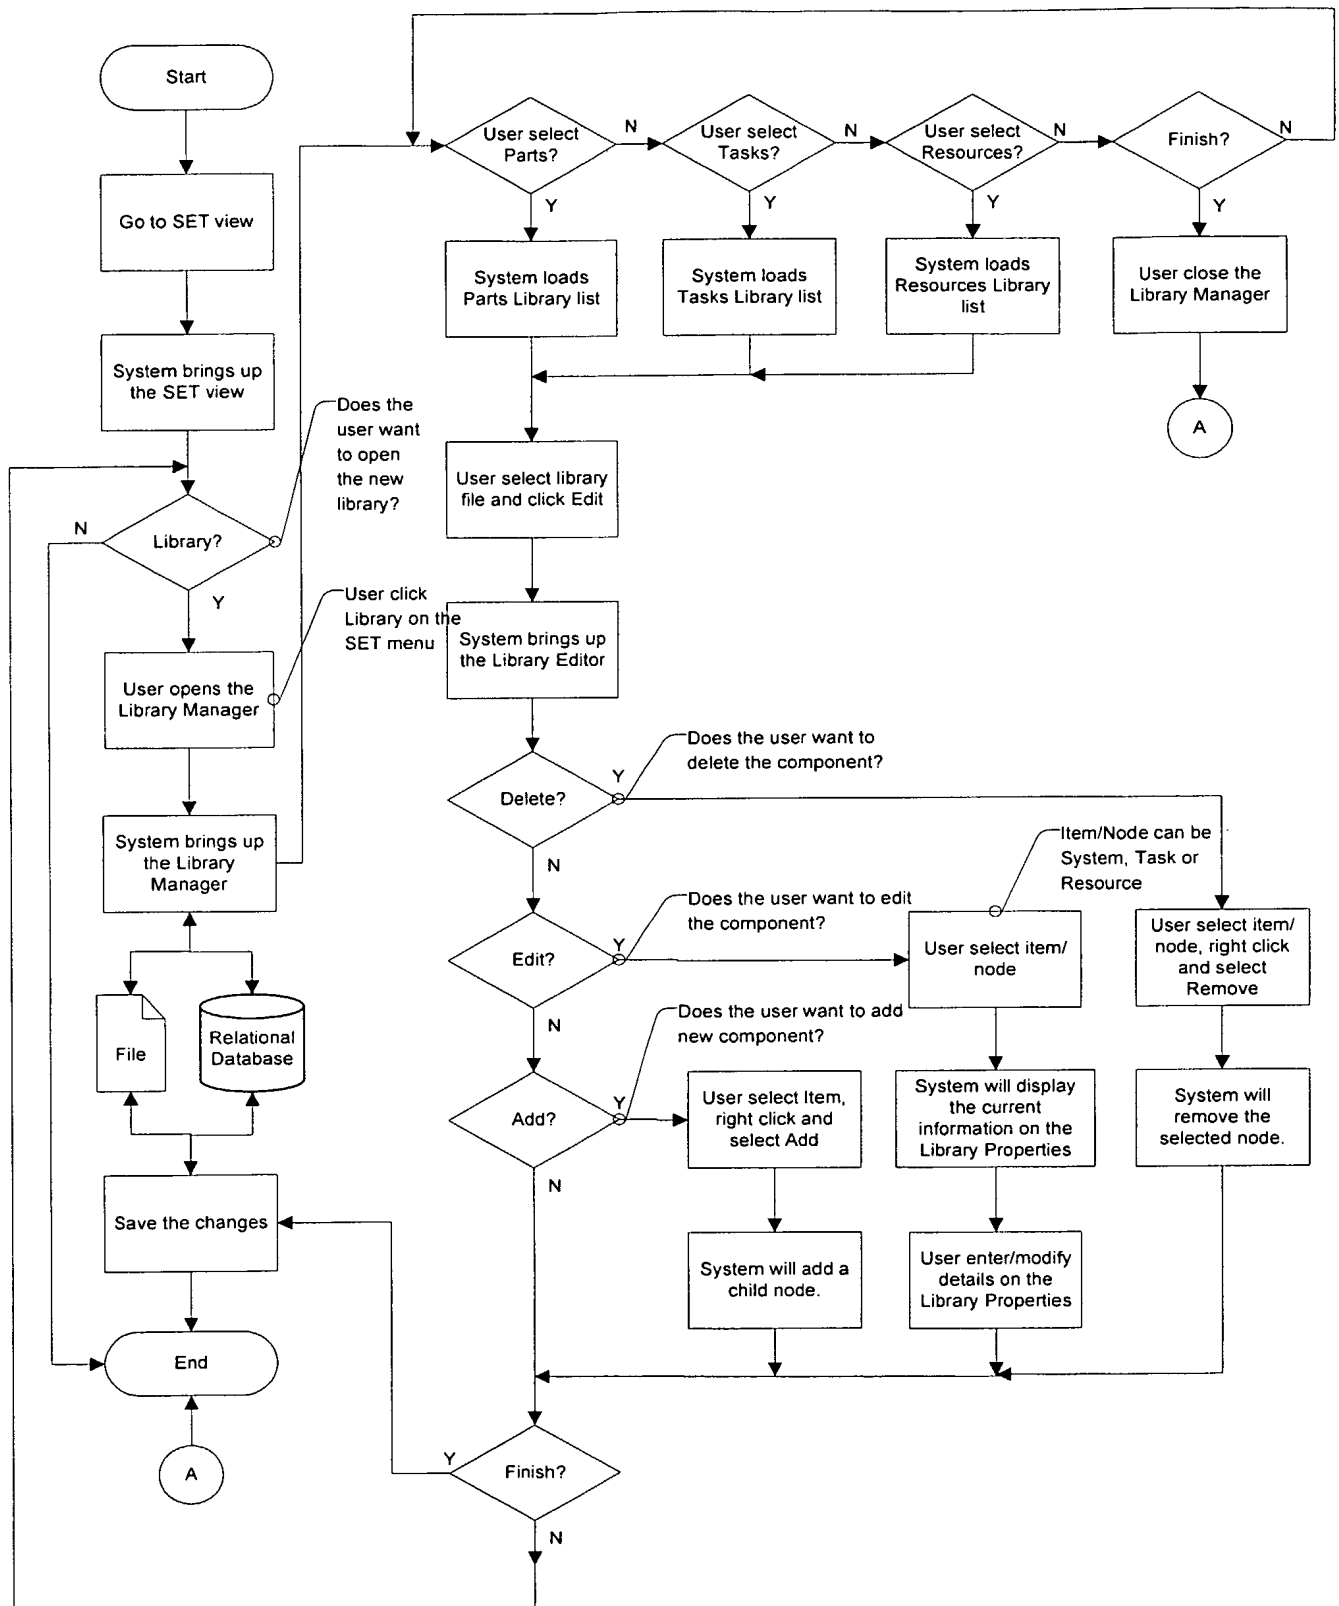 Start
Go to SET view
System brings up
the SET view
Does the
user want
to open
the new
library?
N
Library?
Y
User click
Library on the
SET menu
User opens the
Library Manager
System brings up
the Library
Manager
File
Relational
Database
Save the changes
End
A
User select
Parts?
N
Y
User select
Tasks?
N
Y
User select
Resources?
N
Y
Finish?
N
Y
System loads
Parts Library list
System loads
Tasks Library list
System loads
Resources Library
list
User close the
Library Manager
A
User select library
file and click Edit
System brings up
the Library Editor
Does the user want to
delete the component?
Delete?
Y
N
Item/Node can be
System, Task or
Resource
Does the user want to edit
the component?
Edit?
Y
N
User select item/
node
User select item/
node, right click
and select
Remove
Does the user want to add
new component?
Add?
Y
N
User select Item,
right click and
select Add
System will display
the current
information on the
Library Properties
System will
remove the
selected node.
System will add a
child node.
User enter/modify
details on the
Library Properties
Y
Finish?
N